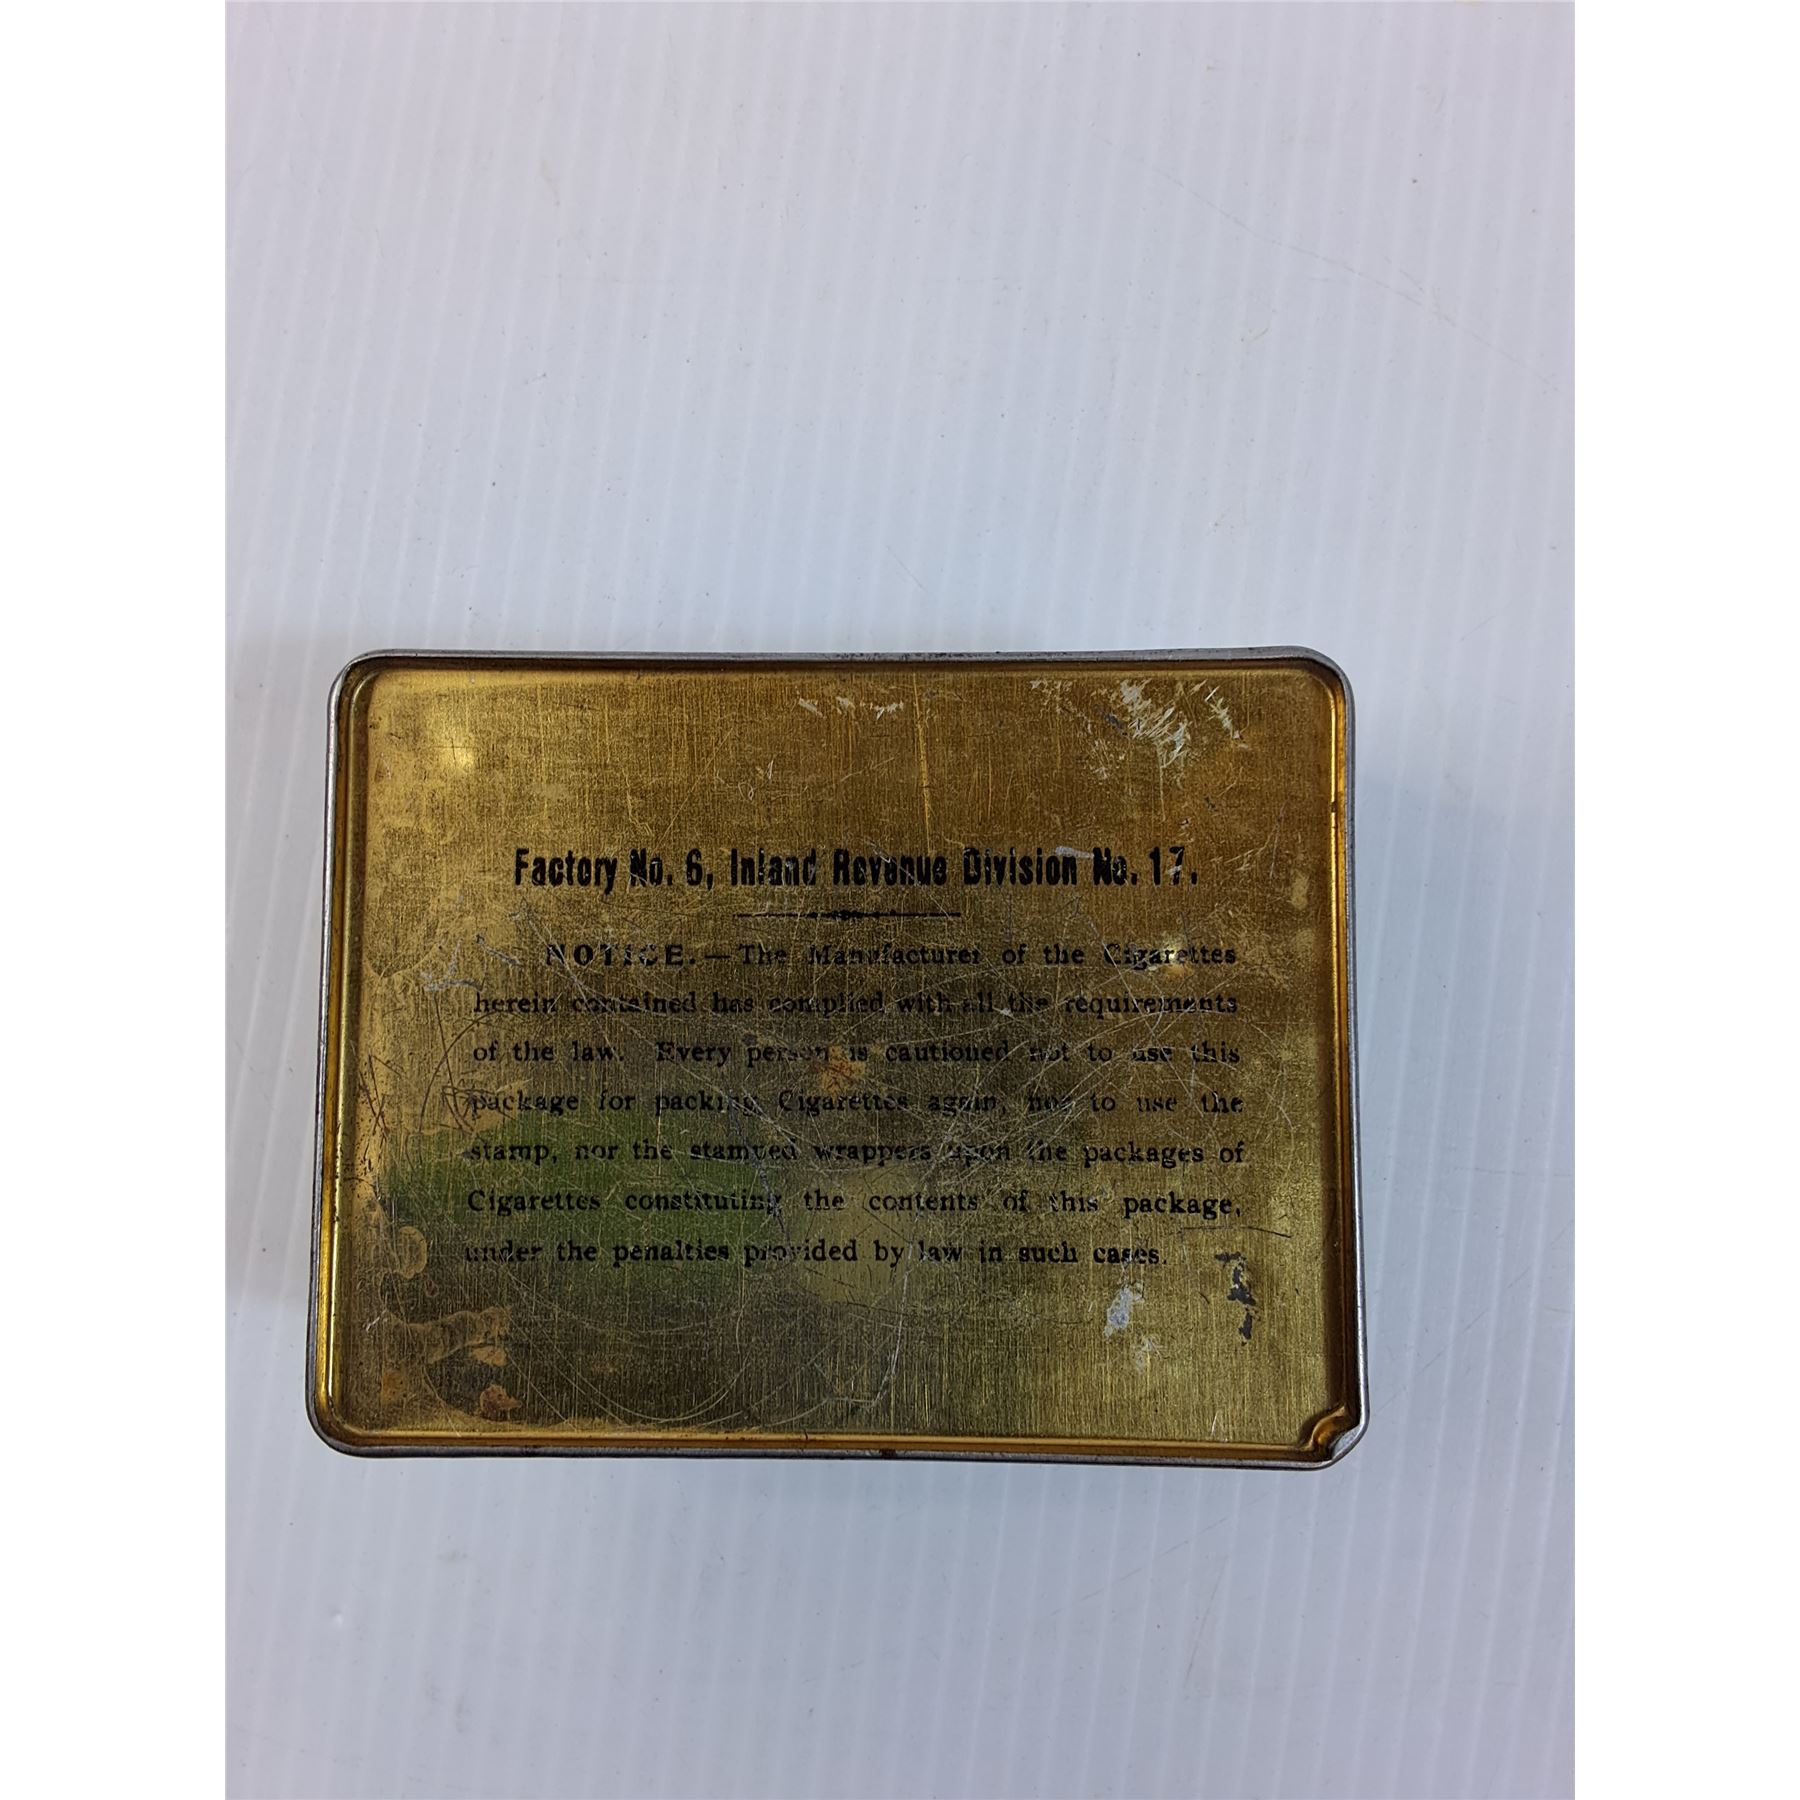 Factory No. 6, Inland Revenue Division No. 17.
NOTICE.—The Manufacturer of the Cigarettes
herein contained has complied with all the requirements
of the law. Every person is cautioned not to use this
package for packing Cigarettes again, nor to use the
stamp, nor the stamped wrappers upon the packages of
Cigarettes constituting the contents of this package,
under the penalties provided by law in such cases.